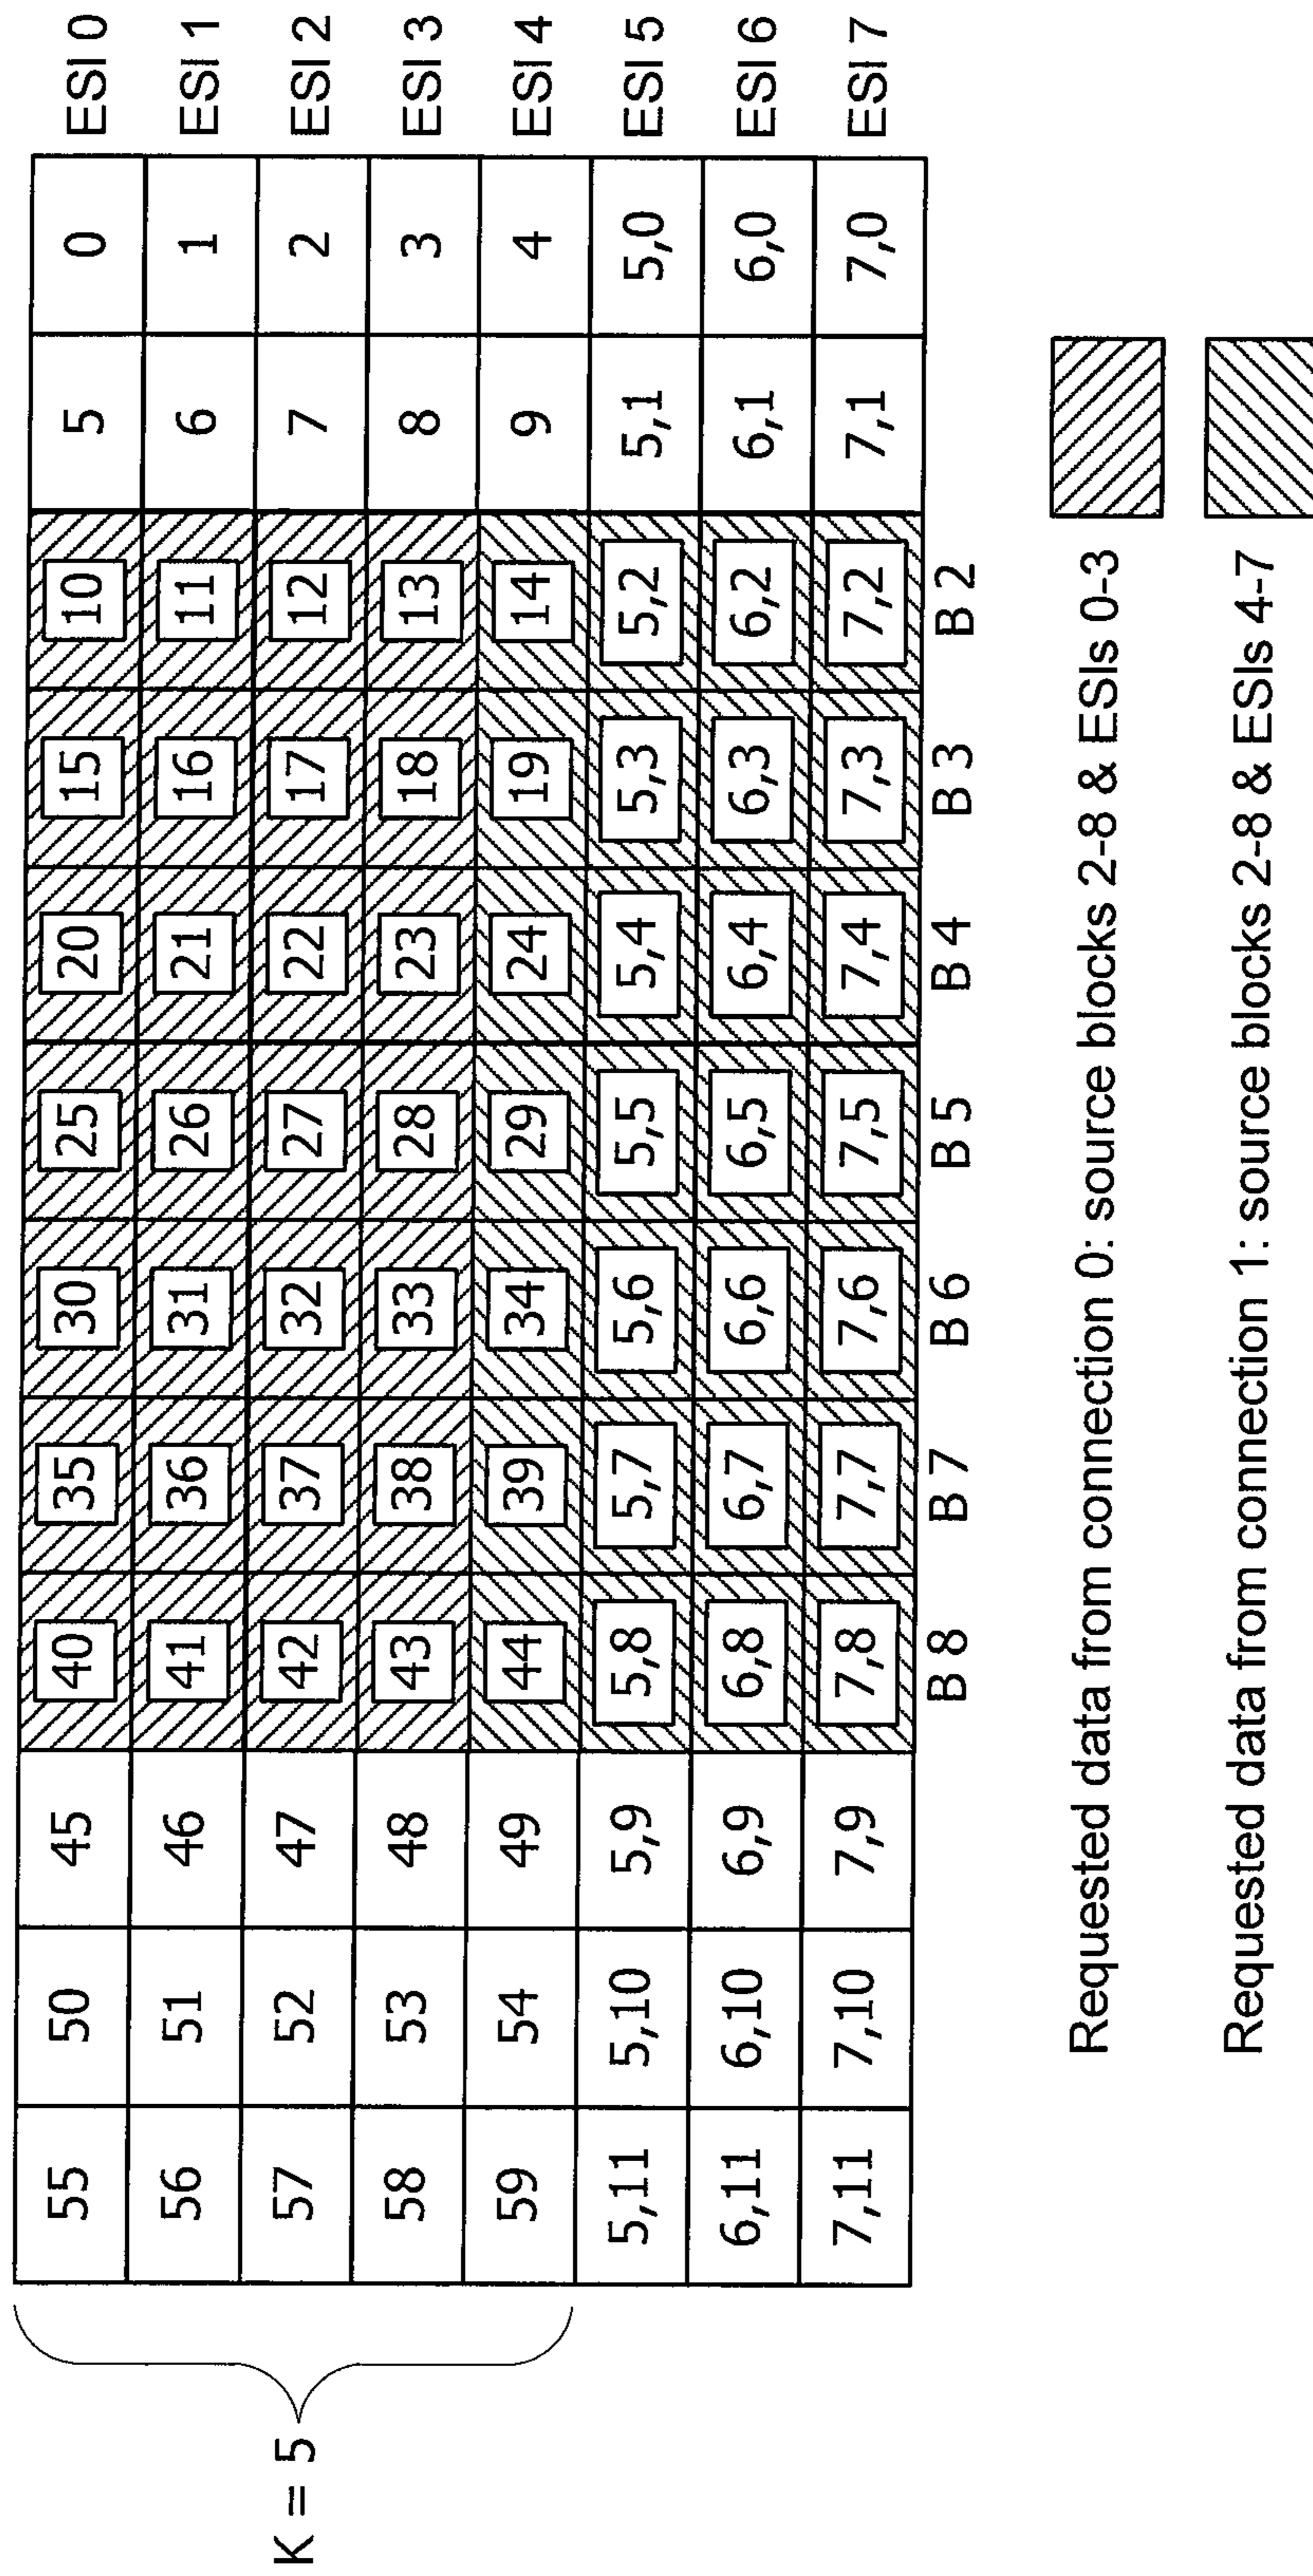 55 50 45 40 35 30 25 20 15 10 5 0 ESI 0
56 51 46 41 36 31 26 21 16 11 6 1 ESI 1
57 52 47 42 37 32 27 22 17 12 7 2 ESI 2
58 53 48 43 38 33 28 23 18 13 8 3 ESI 3
59 54 49 44 39 34 29 24 19 14 9 4 ESI 4
5,11 5,10 5,9 5,8 5,7 5,6 5,5 5,4 5,3 5,2 5,1 5,0 ESI 5
6,11 6,10 6,9 6,8 6,7 6,6 6,5 6,4 6,3 6,2 6,1 6,0 ESI 6
7,11 7,10 7,9 7,8 7,7 7,6 7,5 7,4 7,3 7,2 7,1 7,0 ESI 7
K = 5
B 8 B 7 B 6 B 5 B 4 B 3 B 2
Requested data from connection 0: source blocks 2-8 & ESIs 0-3
Requested data from connection 1: source blocks 2-8 & ESIs 4-7